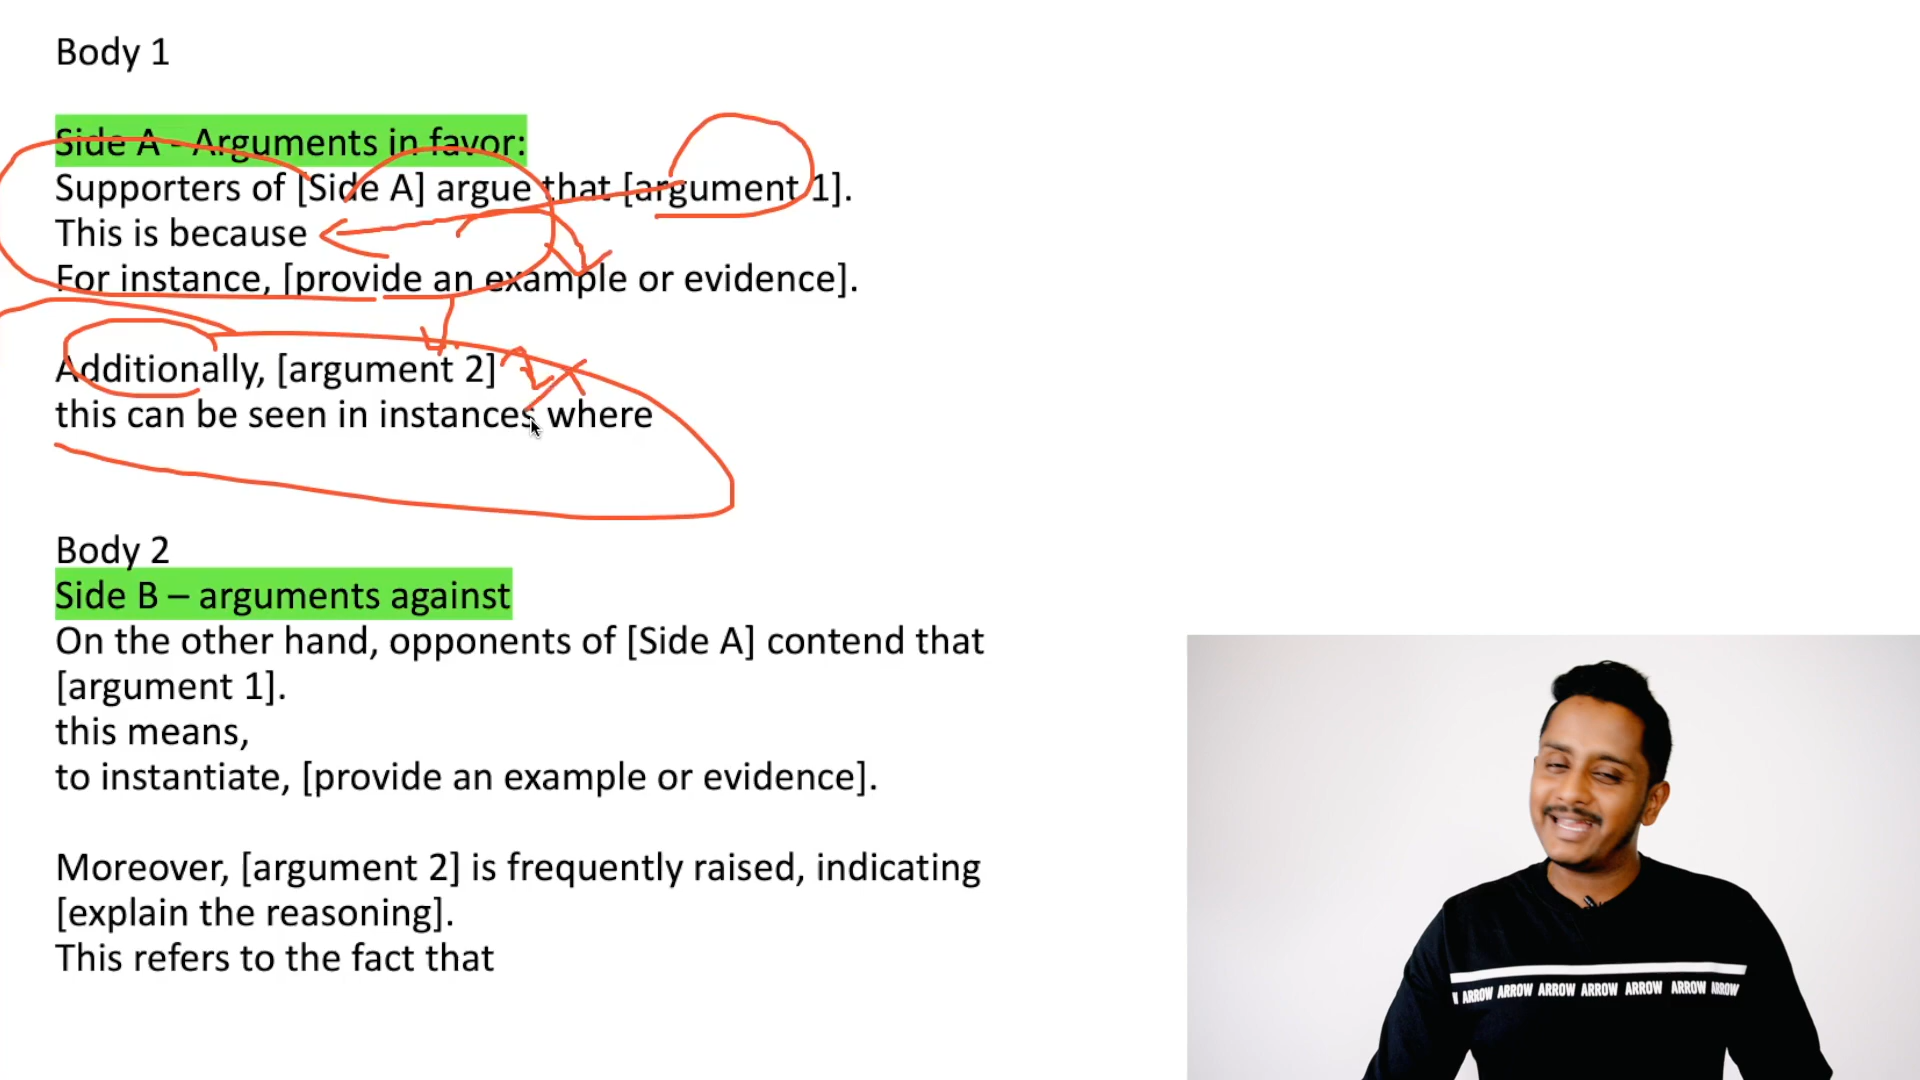 Body 1
Side A - Arguments in favor:
Supporters of [Side A] argue that [argument 1].
This is because
For instance, [provide an example or evidence].
Additionally, [argument 2]
this can be seen in instances where
Body 2
Side B – arguments against
On the other hand, opponents of [Side A] contend that
[argument 1].
this means,
to instantiate, [provide an example or evidence].
Moreover, [argument 2] is frequently raised, indicating
[explain the reasoning].
This refers to the fact that
ARROW ARROW ARROW ARROW ARROW ARROW ARROW